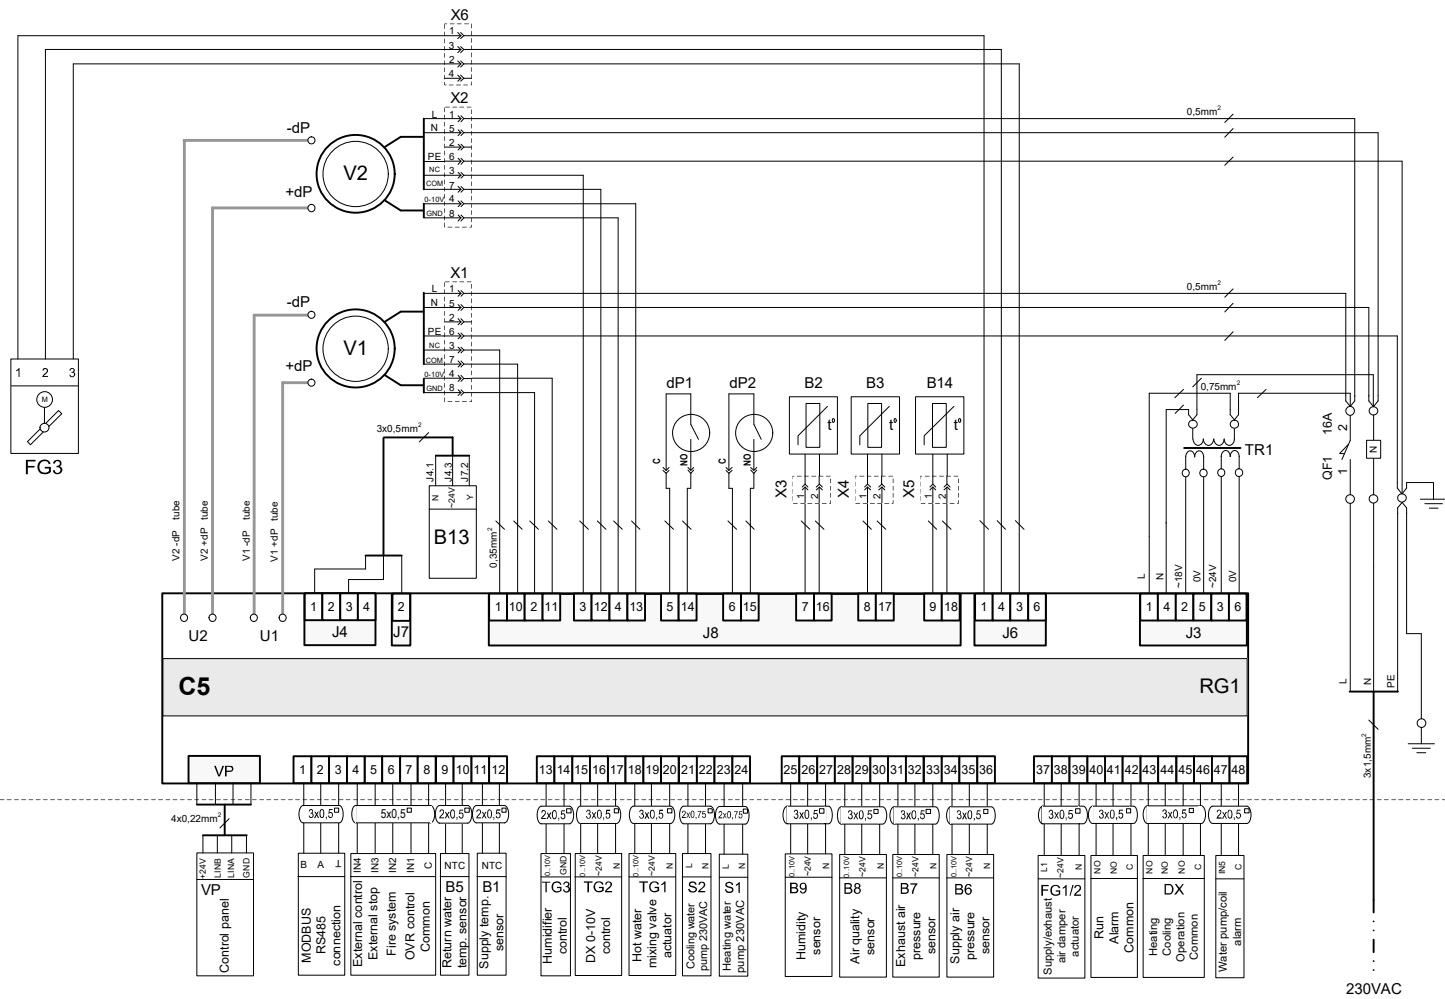 X6
1
3
2
4
X2
L 1
N 5
2
PE 6
NC 3
COM 7
0-10V 4
GND 8
0,5mm²
-dP
V2
+dP
X1
L 1
N 5
2
PE 6
NC 3
COM 7
0-10V 4
GND 8
0,5mm²
-dP
V1
+dP
1 2 3
M
FG3
3x0,5mm²
J4.1 J4.3 J7.2
N ~24V Y
B13
dP1 dP2 B2 B3 B14
t° t° t°
C NO C NO
X3 1 2 X4 1 2 X5 1 2
0,75mm²
TR1
QF1 16A
1 2
N
V2 -dP tube
V2 +dP tube
V1 -dP tube
V1 +dP tube
0,35mm²
L N ~18V 0V ~24V 0V
U2 U1
1 2 3 4
J4
2
J7
1 10 2 11 3 12 4 13 5 14 6 15 7 16 8 17 9 18
J8
1 4 3 6
J6
1 4 2 5 3 6
J3
L N PE
C5 RG1
3x1,5mm²
VP
1 2 3 4 5 6 7 8 9 10 11 12
13 14 15 16 17 18 19 20 21 22 23 24
25 26 27 28 29 30 31 32 33 34 35 36
37 38 39 40 41 42 43 44 45 46 47 48
4x0,22mm²
3x0,5 5x0,5 2x0,5 2x0,5
2x0,5 3x0,5 3x0,5 2x0,75 2x0,75
3x0,5 3x0,5 3x0,5 3x0,5
3x0,5 3x0,5 3x0,5 2x0,5
+24V LINB LINA GND
VP
Control panel
B A ⊥
MODBUS
RS485
connection
IN4 IN3 IN2 IN1 C
External control
External stop
Fire system
OVR control
Common
NTC
B5
Return water
temp. sensor
NTC
B1
Supply temp.
sensor
0..10V GND
TG3
Humidifier
control
0..10V ~24V N
TG2
DX 0-10V
control
0..10V ~24V N
TG1
Hot water
mixing valve
actuator
L N
S2
Cooling water
pump 230VAC
L N
S1
Heating water
pump 230VAC
0..10V ~24V N
B9
Humidity
sensor
0..10V ~24V N
B8
Air quality
sensor
0..10V ~24V N
B7
Exhaust air
pressure
sensor
0..10V ~24V N
B6
Supply air
pressure
sensor
L1 ~24V N
FG1/2
Supply/exhaust
air damper
actuator
NO NO C
Run
Alarm
Common
NO NO NO C
DX
Heating
Cooling
Operation
Common
IN5 C
Water pump/coil
alarm
230VAC